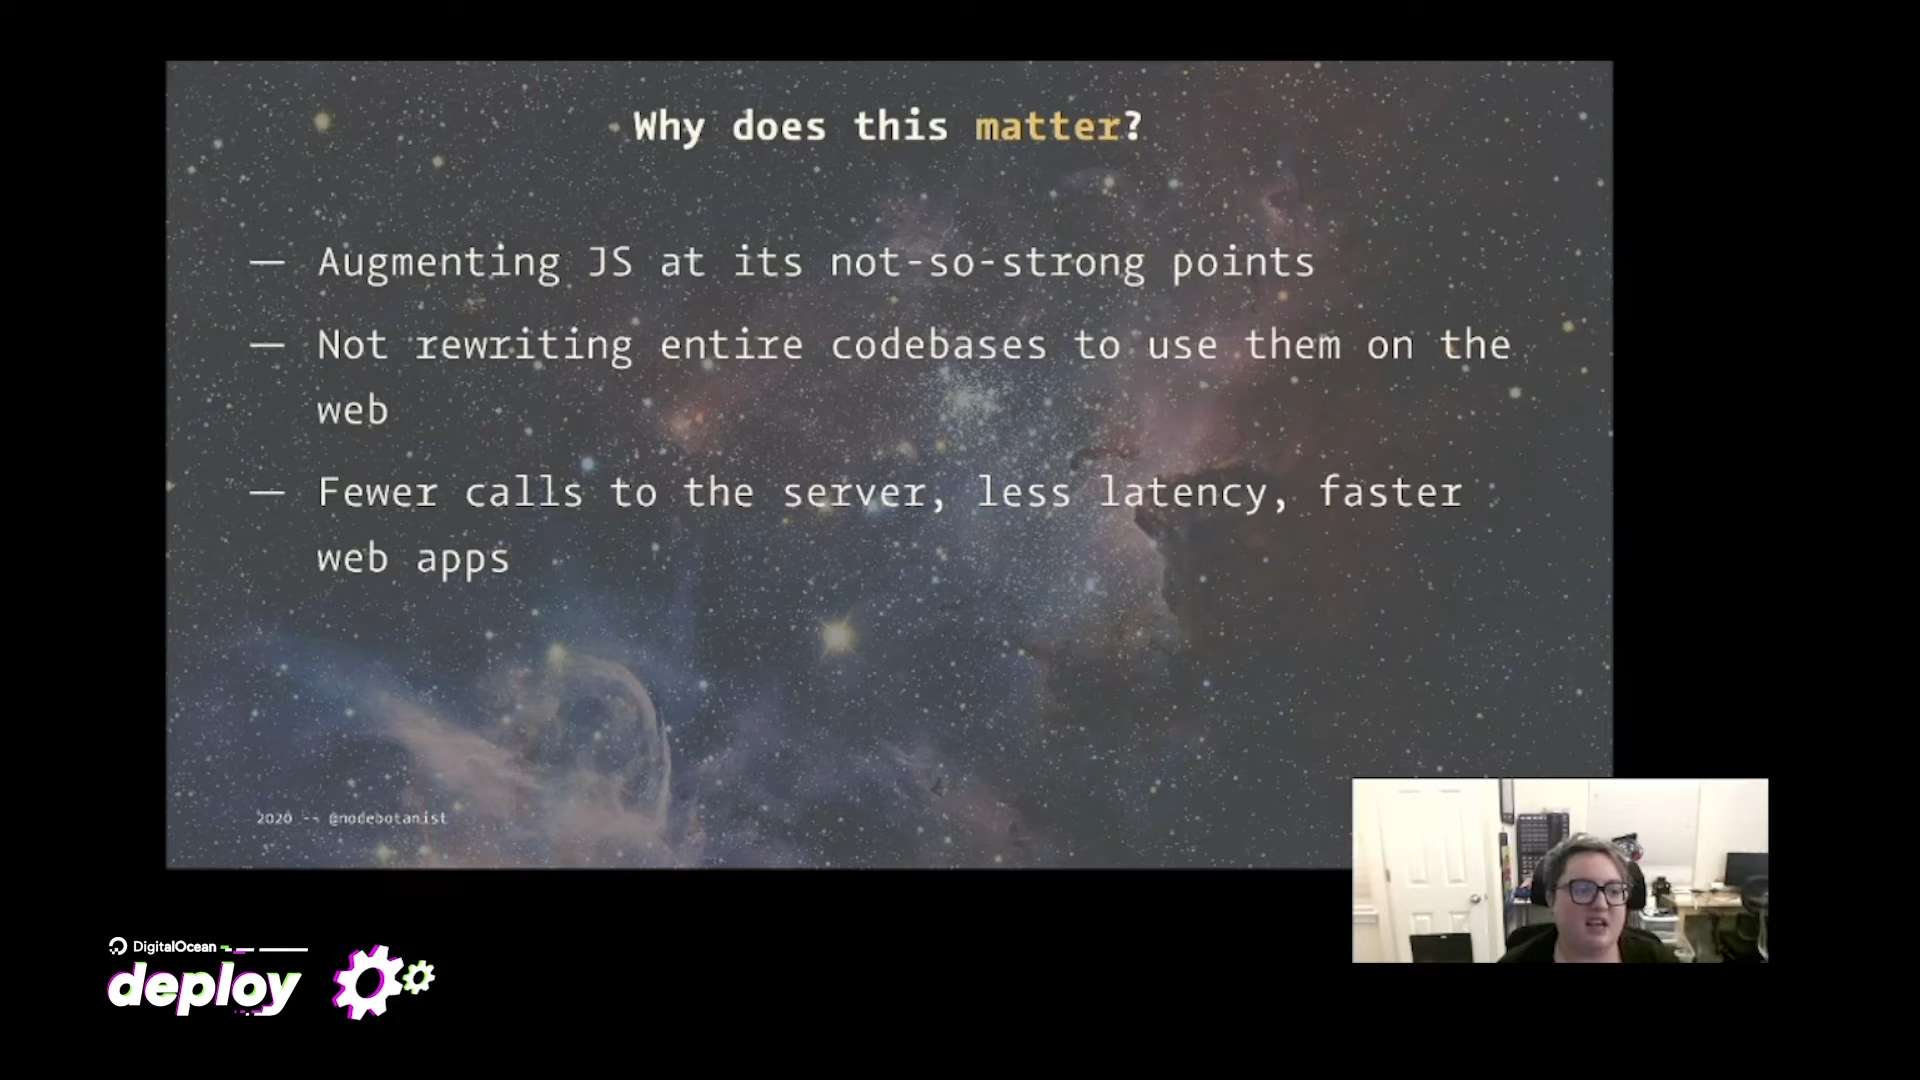 Why does this matter?
— Augmenting JS at its not-so-strong points
— Not rewriting entire codebases to use them on the
web
— Fewer calls to the server, less latency, faster
web apps
2020 -- @nodebotanist
DigitalOcean
deploy